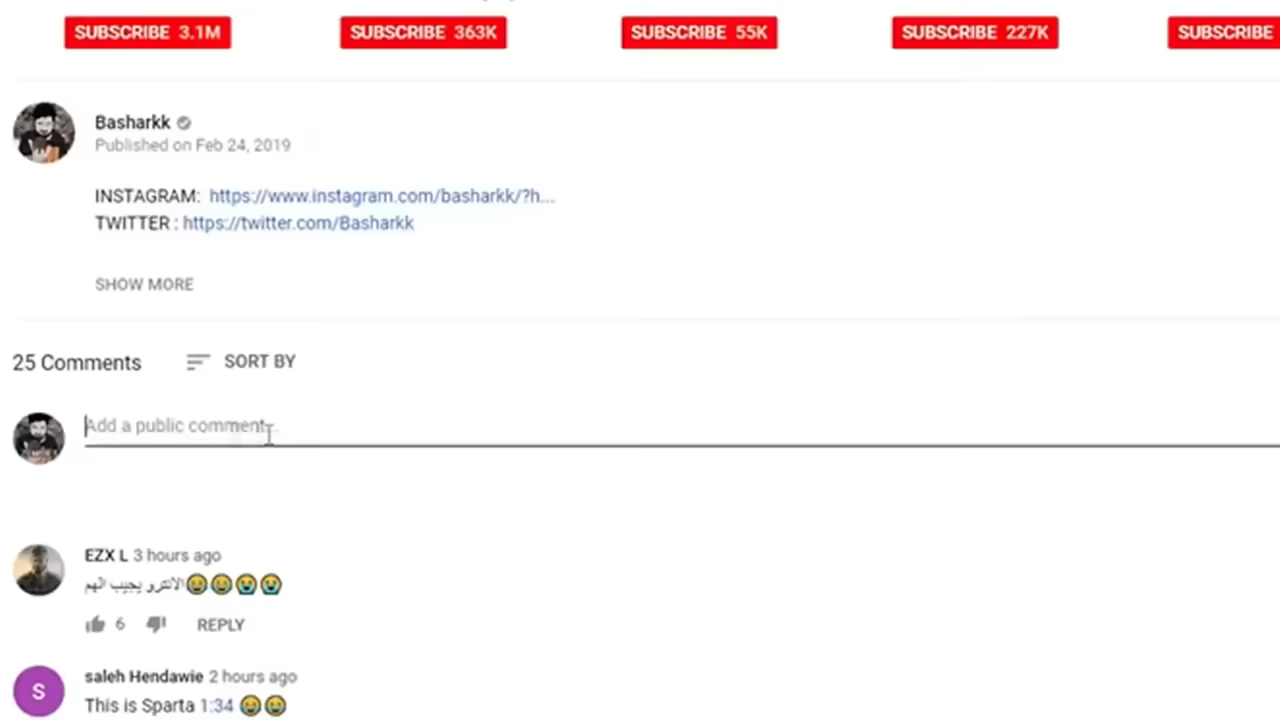 SUBSCRIBE 3.1M SUBSCRIBE 363K SUBSCRIBE 55K SUBSCRIBE 227K SUBSCRIBE
Basharkk
Published on Feb 24, 2019
INSTAGRAM: https://www.instagram.com/basharkk/?h...
TWITTER : https://twitter.com/Basharkk
SHOW MORE
25 Comments SORT BY
Add a public comment...
EZX L 3 hours ago
الانترو يجيب الهم😂😂😭😭
6 REPLY
S
saleh Hendawie 2 hours ago
This is Sparta 1:34 😂😂